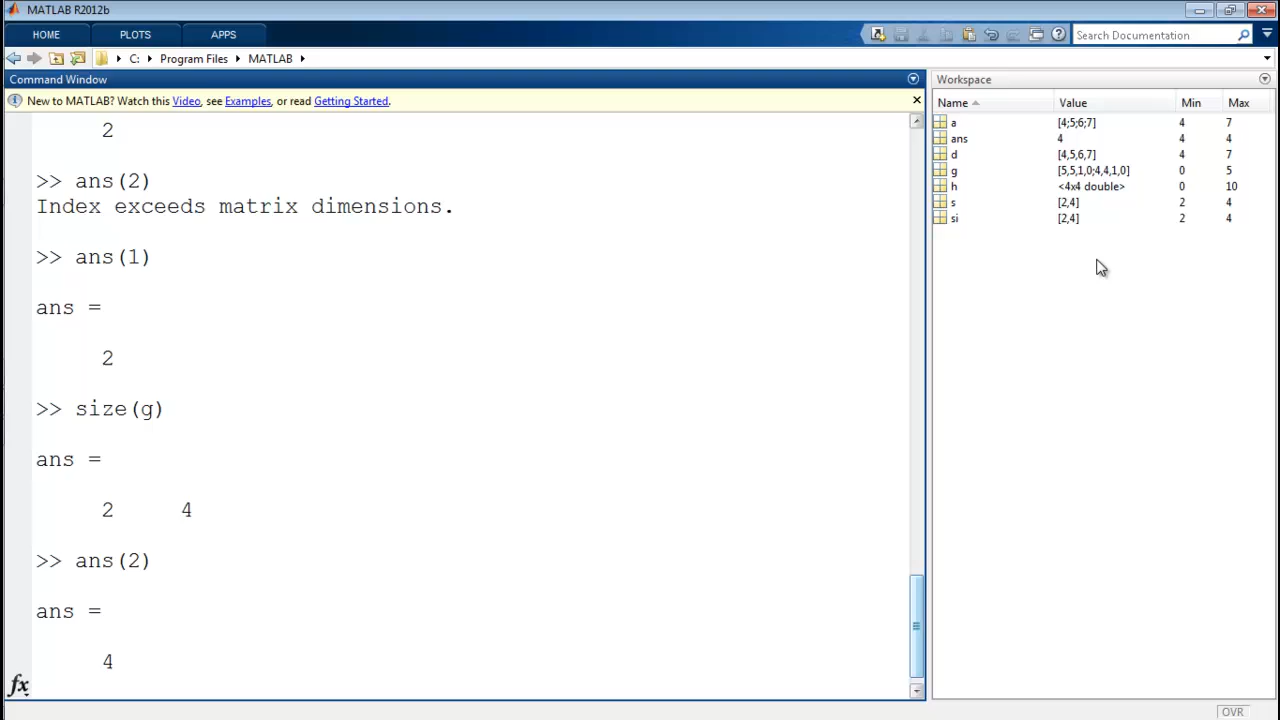 MATLAB R2012b
HOME PLOTS APPS Search Documentation
C: Program Files MATLAB
Command Window
New to MATLAB? Watch this Video, see Examples, or read Getting Started.
2
>> ans(2)
Index exceeds matrix dimensions.
>> ans(1)
ans =
2
>> size(g)
ans =
2 4
>> ans(2)
ans =
4
fx
Workspace
Name Value Min Max
a [4;5;6;7] 4 7
ans 4 4 4
d [4,5,6,7] 4 7
g [5,5,1,0;4,4,1,0] 0 5
h <4x4 double> 0 10
s [2,4] 2 4
si [2,4] 2 4
OVR